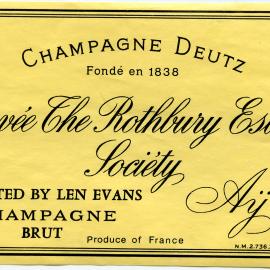 CHAMPAGNE DEUTZ
Fondé en 1838
vée The Rothbury Es
Society
TED BY LEN EVANS
Aÿ
HAMPAGNE
BRUT
Produce of France
N.M.2.736.